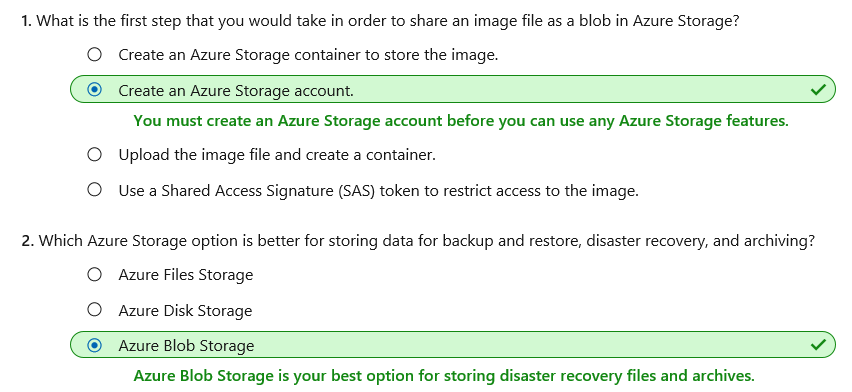 1. What is the first step that you would take in order to share an image file as a blob in Azure Storage?
Create an Azure Storage container to store the image.
Create an Azure Storage account.
You must create an Azure Storage account before you can use any Azure Storage features.
Upload the image file and create a container.
Use a Shared Access Signature (SAS) token to restrict access to the image.
2. Which Azure Storage option is better for storing data for backup and restore, disaster recovery, and archiving?
Azure Files Storage
Azure Disk Storage
Azure Blob Storage
Azure Blob Storage is your best option for storing disaster recovery files and archives.